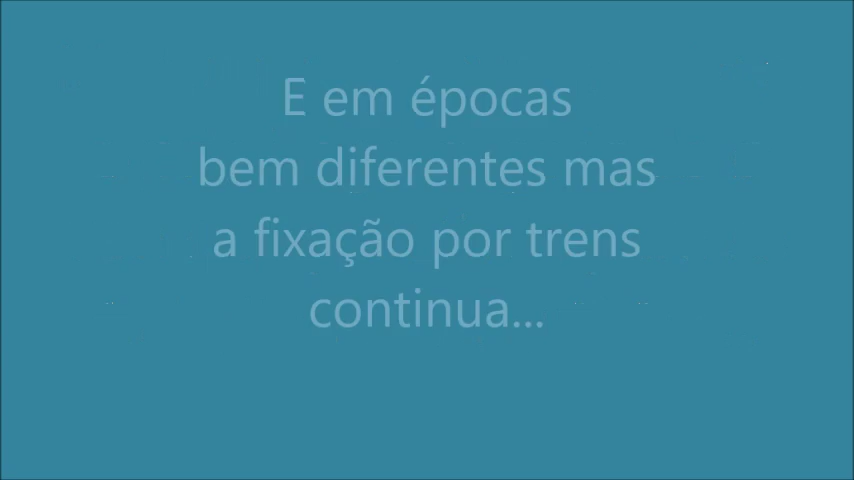 E em épocas
bem diferentes mas
a fixação por trens
continua...